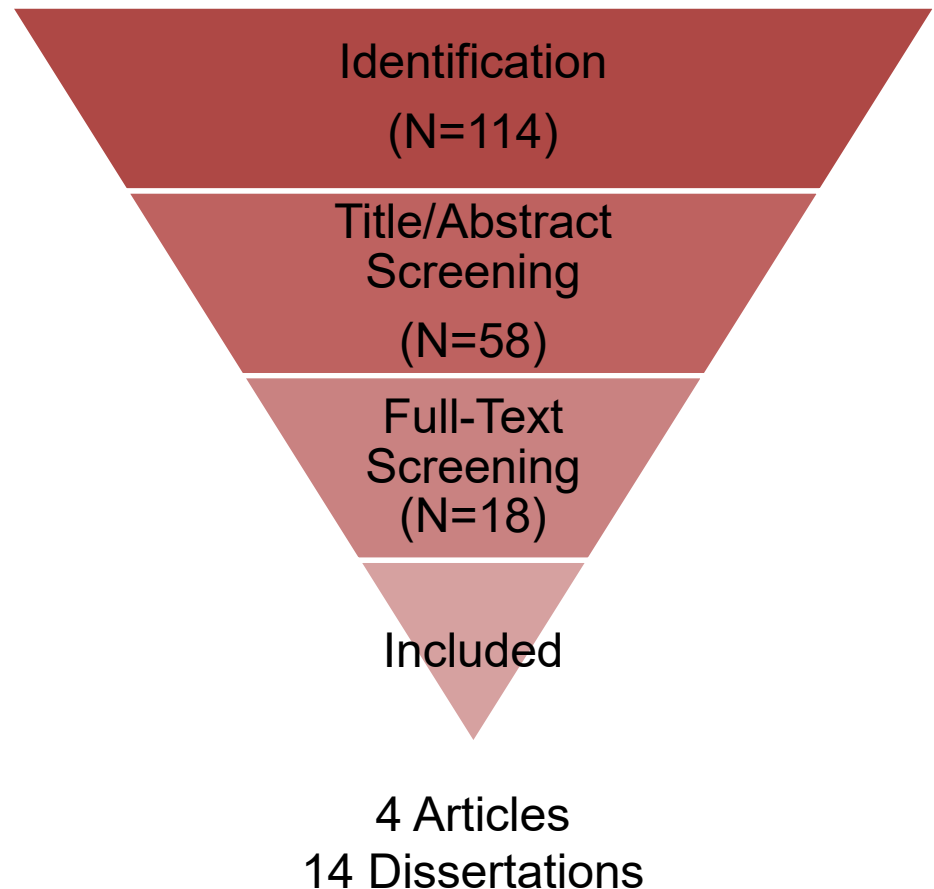 Identification
(N=114)
Title/Abstract
Screening
(N=58)
Full-Text
Screening
(N=18)
Included
4 Articles
14 Dissertations